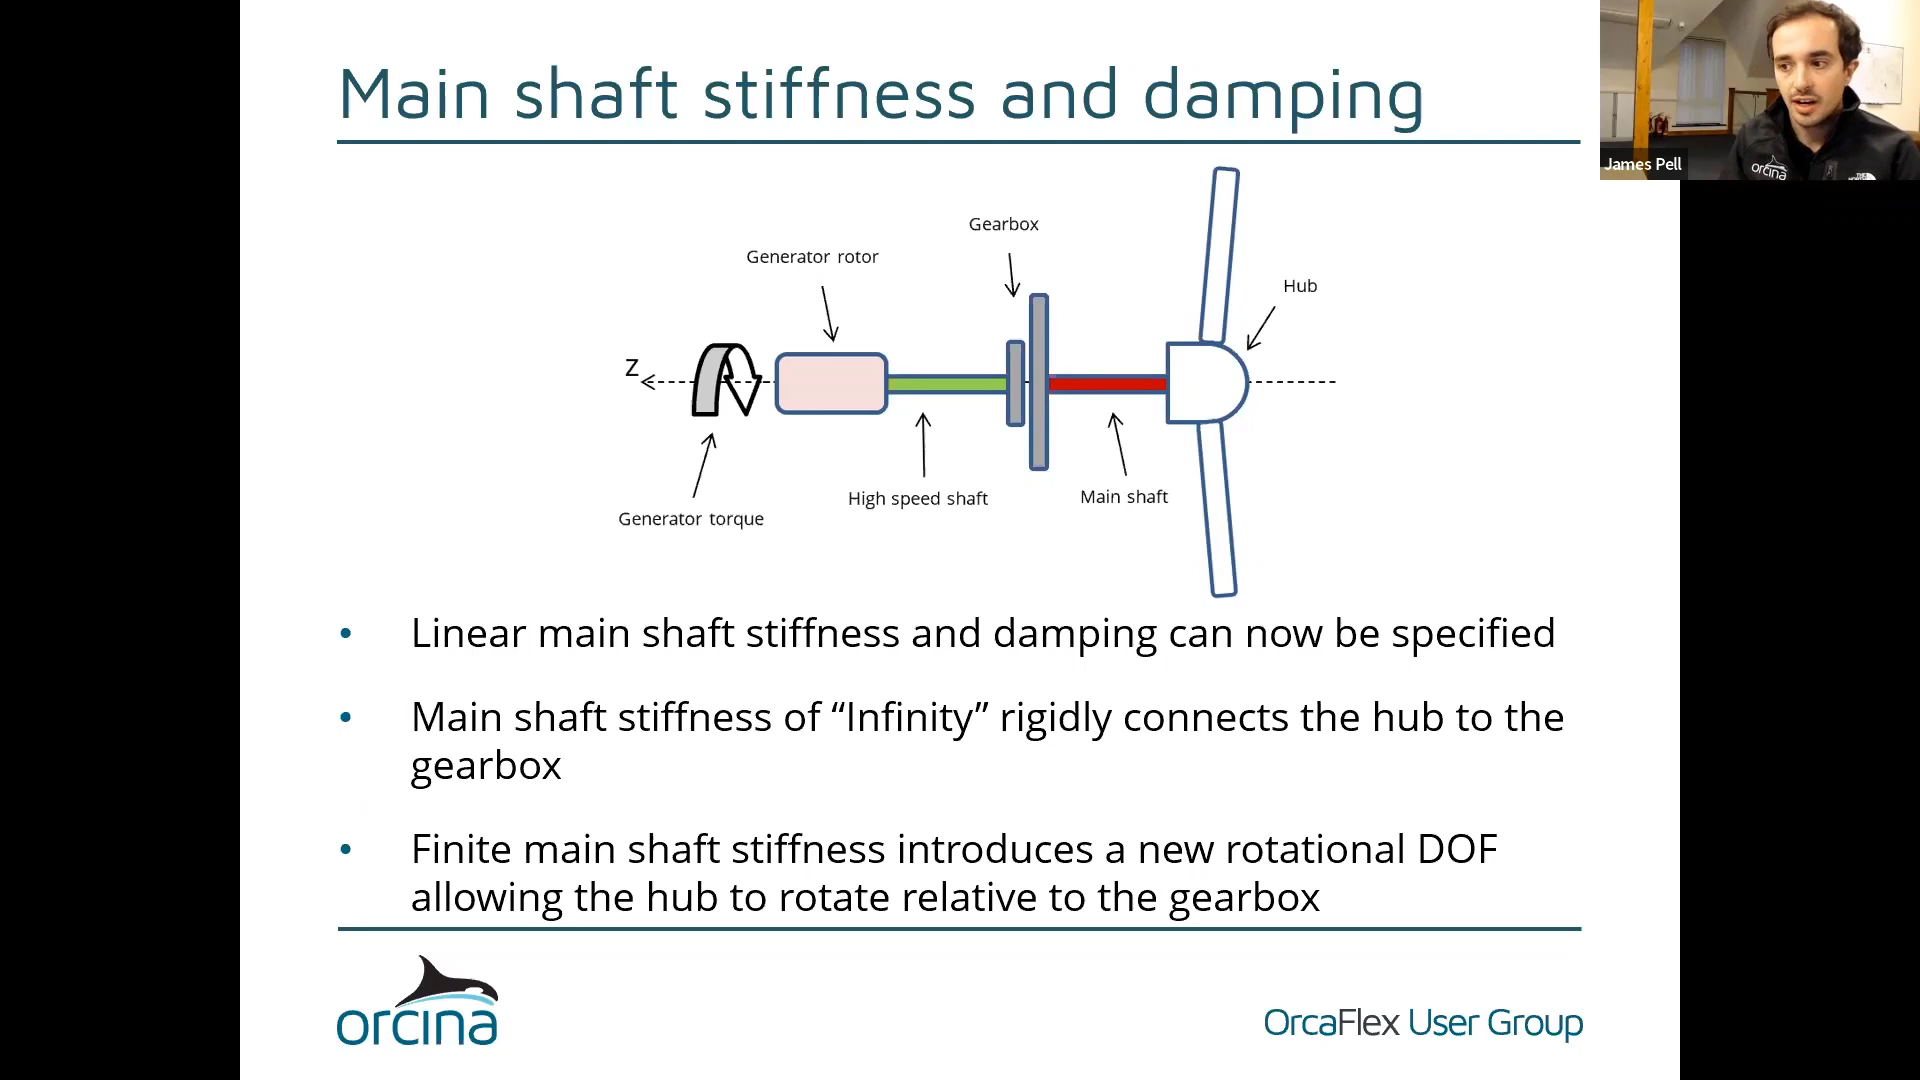 Main shaft stiffness and damping
James Pell
orcina
Gearbox
Generator rotor
Hub
Z
High speed shaft
Main shaft
Generator torque
• Linear main shaft stiffness and damping can now be specified
• Main shaft stiffness of “Infinity” rigidly connects the hub to the
gearbox
• Finite main shaft stiffness introduces a new rotational DOF
allowing the hub to rotate relative to the gearbox
orcina
OrcaFlex User Group